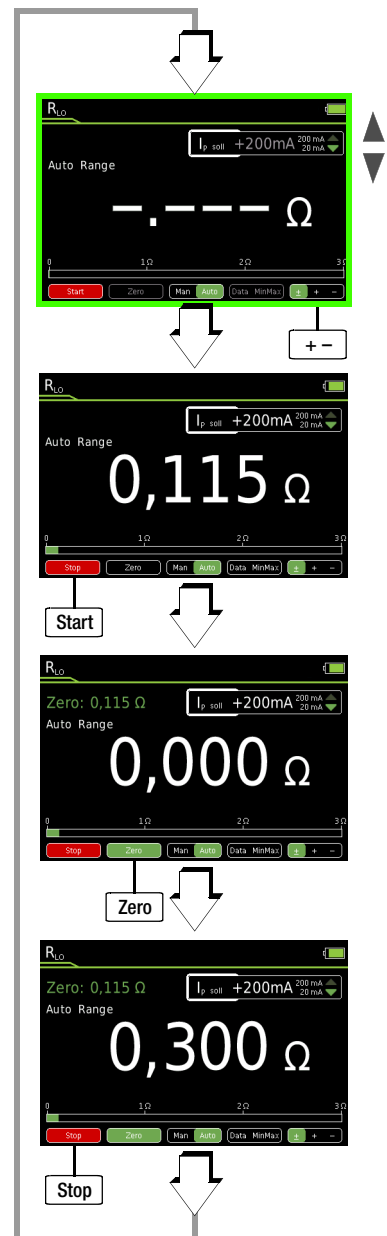 RLO
Ip soll +200mA 200 mA
20 mA
Auto Range
–.––– Ω
0 1Ω 2Ω 3Ω
Start Zero Man Auto Data MinMax ± + –
+ –
RLO
Ip soll +200mA 200 mA
20 mA
Auto Range
0,115 Ω
0 1Ω 2Ω 3Ω
Stop Zero Man Auto Data MinMax ± + –
Start
RLO
Zero: 0,115 Ω Ip soll +200mA 200 mA
20 mA
Auto Range
0,000 Ω
0 1Ω 2Ω 3Ω
Stop Zero Man Auto Data MinMax ± + –
Zero
RLO
Zero: 0,115 Ω Ip soll +200mA 200 mA
20 mA
Auto Range
0,300 Ω
0 1Ω 2Ω 3Ω
Stop Zero Man Auto Data MinMax ± + –
Stop